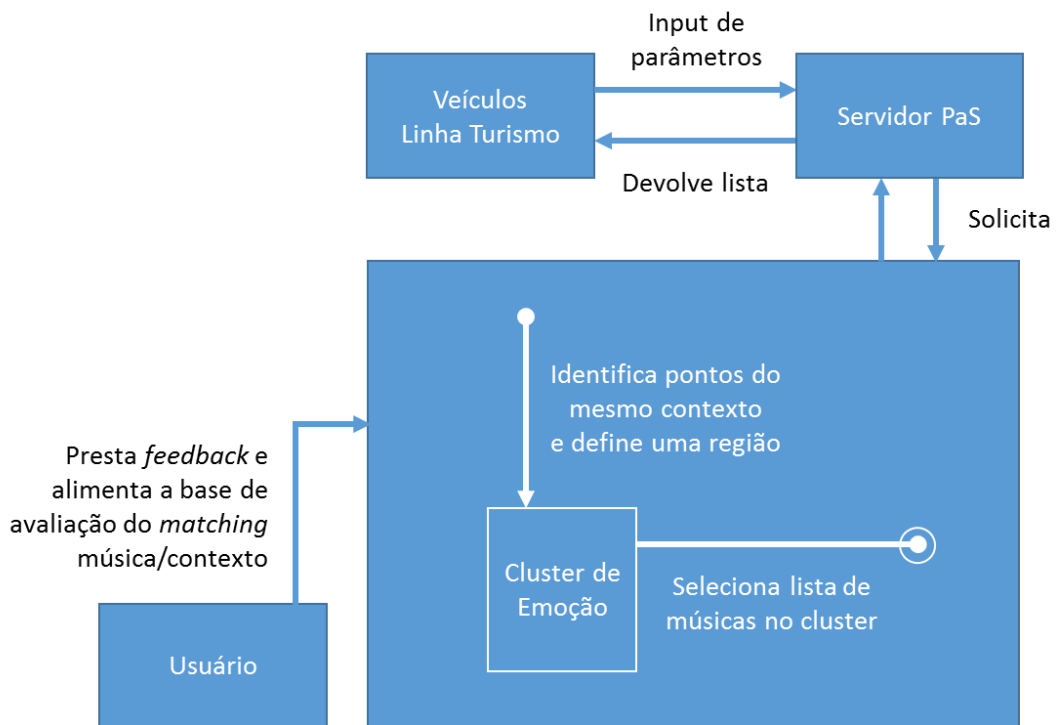 Input de
parâmetros
Veículos
Linha Turismo
Servidor PaS
Devolve lista
Solicita
Identifica pontos do
mesmo contexto
e define uma região
Presta feedback e
alimenta a base de
avaliação do matching
música/contexto
Cluster de
Emoção
Seleciona lista de
músicas no cluster
Usuário